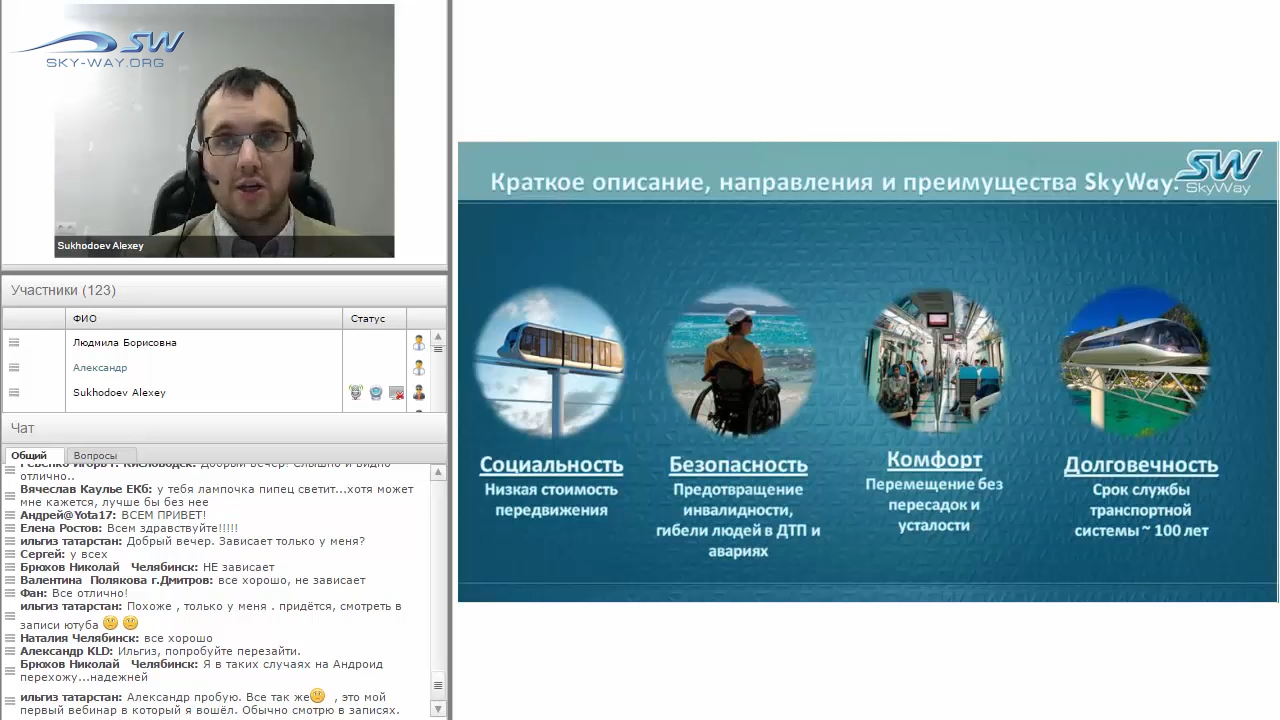 SW
SKY-WAY.ORG
Sukhodoev Alexey
Участники (123)
ФИО
Статус
Людмила Борисовна
Александр
Sukhodoev Alexey
Чат
Общий
Вопросы
Добрый вечер! Слышно и видно
отлично..
Вячеслав Каулье ЕКб: у тебя лампочка пипец светит...хотя может
мне кажется, лучше бы без нее
Андрей@Yota17: ВСЕМ ПРИВЕТ!
Елена Ростов: Всем здравствуйте!!!!!
ильгиз татарстан: Добрый вечер. Зависает только у меня?
Сергей: у всех
Брюхов Николай Челябинск: НЕ зависает
Валентина Полякова г.Дмитров: все хорошо, не зависает
Фан: Все отлично!
ильгиз татарстан: Похоже , только у меня . придётся, смотреть в
записи ютуба
Наталия Челябинск: все хорошо
Александр KLD: Ильгиз, попробуйте перезайти.
Брюхов Николай Челябинск: Я в таких случаях на Андроид
перехожу...надежней
ильгиз татарстан: Александр пробую. Все так же , это мой
первый вебинар в который я вошёл. Обычно смотрю в записях.
Краткое описание, направления и преимущества SkyWay:
SW
SkyWay
Социальность
Низкая стоимость
передвижения
Безопасность
Предотвращение
инвалидности,
гибели людей в ДТП и
авариях
Комфорт
Перемещение без
пересадок и
усталости
Долговечность
Срок службы
транспортной
системы ~ 100 лет